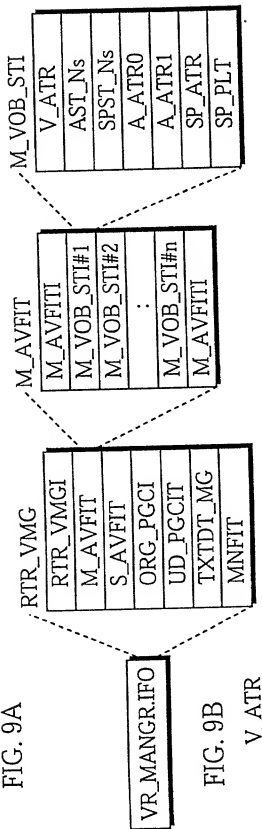 FIG. 9A
VR_MANGR.IFO
RTR_VMG
RTR_VMGI
M_AVFIT
S_AVFIT
ORG_PGCI
UD_PGCIT
TXTDT_MG
MNFIT
M_AVFIT
M_AVFITI
M_VOB_STI#1
M_VOB_STI#2
:
M_VOB_STI#n
M_AVFITI
M_VOB_STI
V_ATR
AST_Ns
SPST_Ns
A_ATR0
A_ATR1
SP_ATR
SP_PLT
FIG. 9B
V_ATR